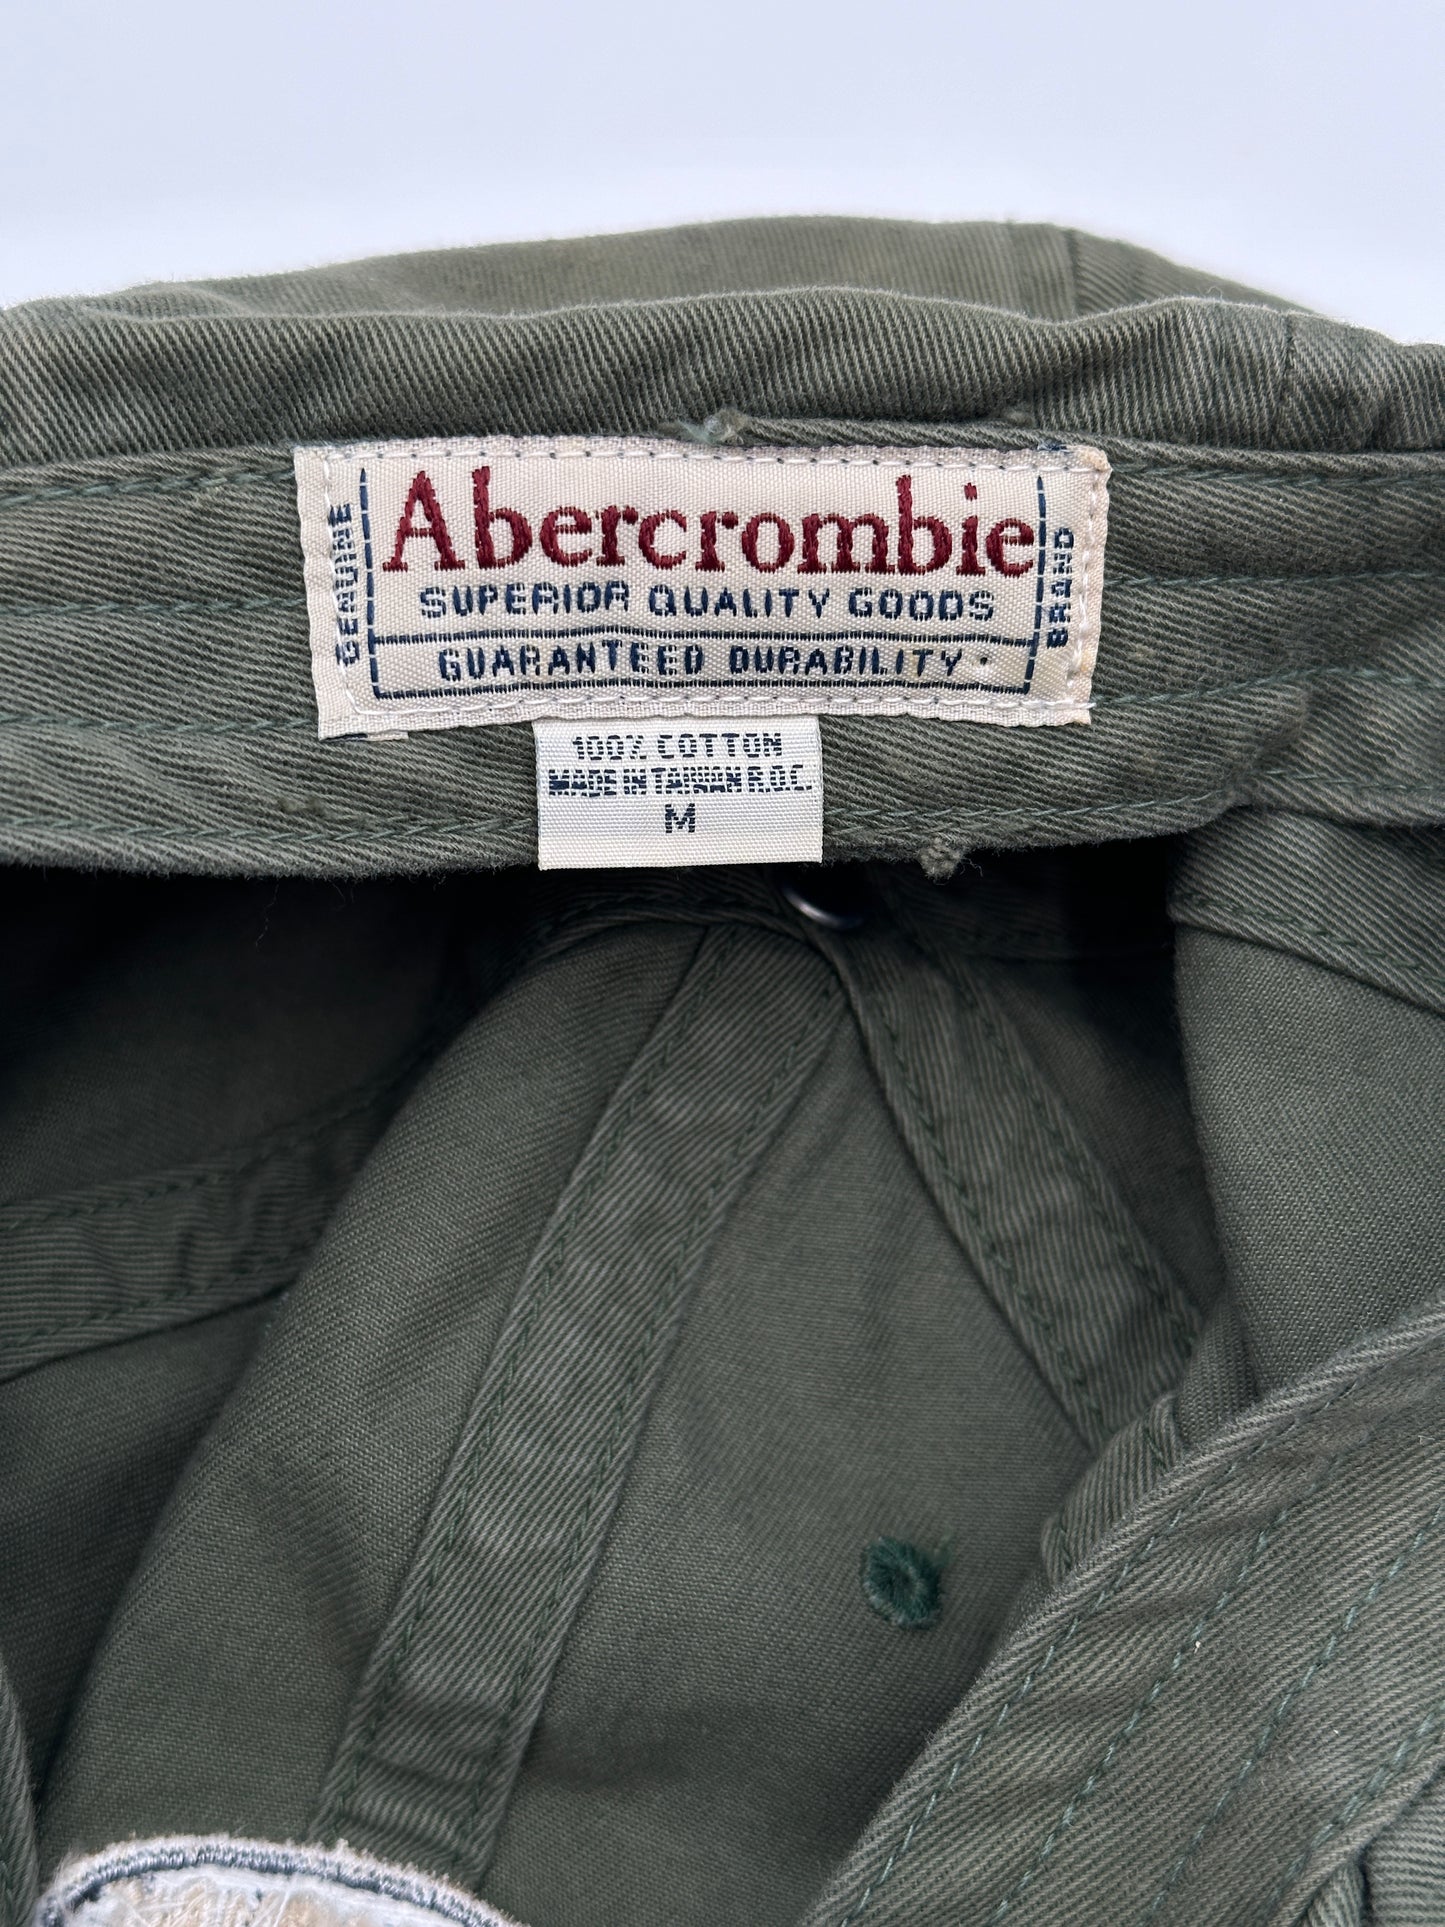 GENUINE
Abercrombie
SUPERIOR QUALITY GOODS
GUARANTEED DURABILITY
BRAND
100% COTTON
MADE IN TAIWAN R.O.C.
M